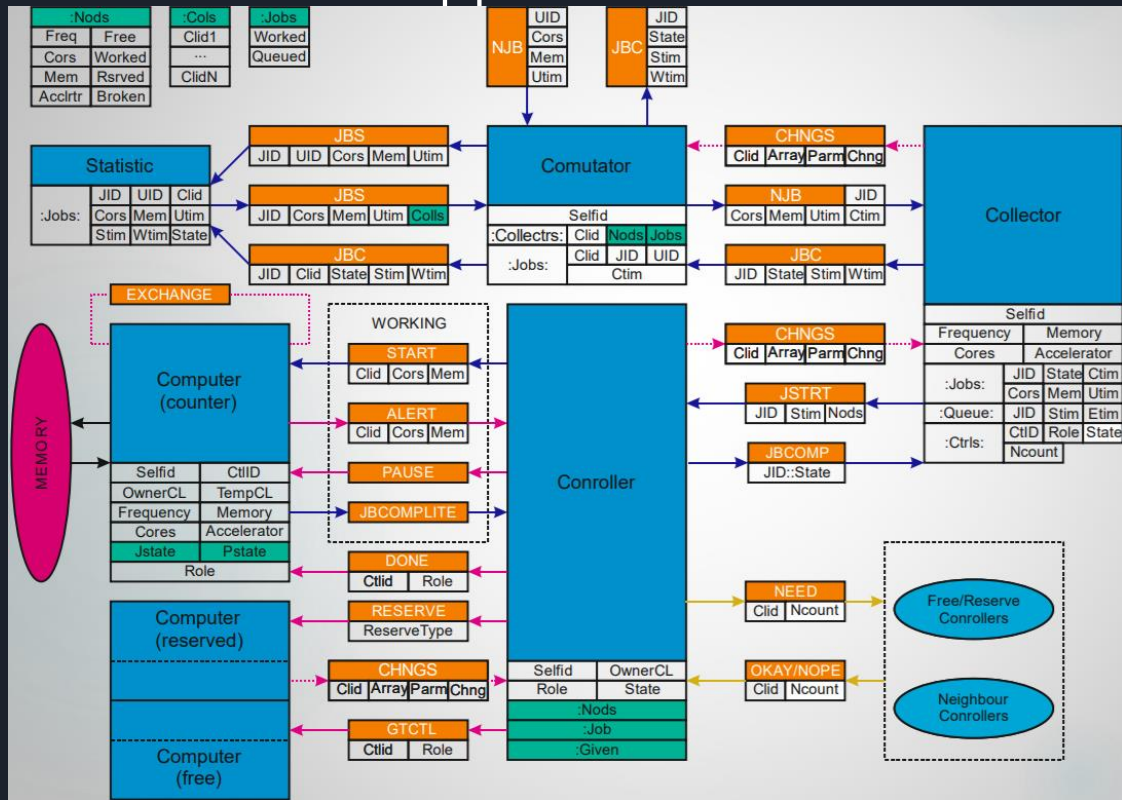 :Nods
Freq Free
Cors Worked
Mem Rsrved
Acclrtr Broken
:Cols
Clid1
...
ClidN
:Jobs
Worked
Queued
NJB
UID
Cors
Mem
Utim
JBC
JID
State
Stim
Wtim
Statistic
:Jobs:
JID UID Clid
Cors Mem Utim
Stim Wtim State
JBS
JID UID Cors Mem Utim
JBS
JID Cors Mem Utim Colls
JBC
JID Clid State Stim Wtim
Comutator
Selfid
:Collectrs: Clid Nods Jobs
:Jobs:
Clid JID UID
Ctim
CHNGS
Clid Array Parm Chng
NJB JID
Cors Mem Utim Ctim
JBC
JID State Stim Wtim
Collector
Selfid
Frequency Memory
Cores Accelerator
:Jobs:
JID State Ctim
Cors Mem Utim
:Queue: JID Stim Etim
:Ctrls:
CtID Role State
Ncount
EXCHANGE
MEMORY
Computer
(counter)
Selfid CtlID
OwnerCL TempCL
Frequency Memory
Cores Accelerator
Jstate Pstate
Role
WORKING
START
Clid Cors Mem
ALERT
Clid Cors Mem
PAUSE
JBCOMPLITE
DONE
Ctlid Role
RESERVE
ReserveType
CHNGS
Clid Array Parm Chng
GTCTL
Ctlid Role
Computer
(reserved)
Computer
(free)
Conroller
Selfid OwnerCL
Role State
:Nods
:Job
:Given
CHNGS
Clid Array Parm Chng
JSTRT
JID Stim Nods
JBCOMP
JID::State
NEED
Clid Ncount
OKAY/NOPE
Clid Ncount
Free/Reserve
Conrollers
Neighbour
Conrollers